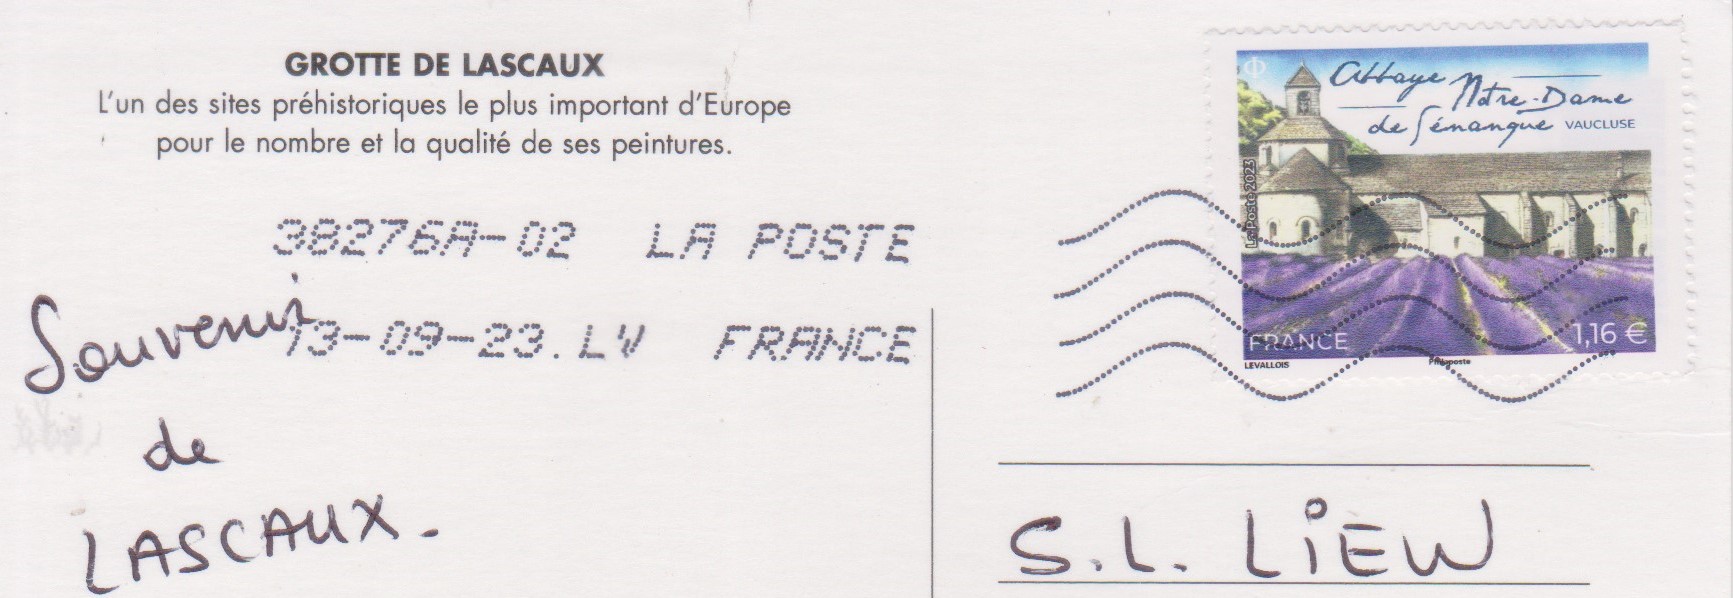 GROTTE DE LASCAUX
L'un des sites préhistoriques le plus important d'Europe
pour le nombre et la qualité de ses peintures.
38276A-02 LA POSTE
13-09-23. LV FRANCE
Souvenir
de
LASCAUX.
Abbaye
Notre-Dame
de Sénanque VAUCLUSE
La Poste 2023
FRANCE 1,16 €
LEVALLOIS Philaposte
S.L. LiEW